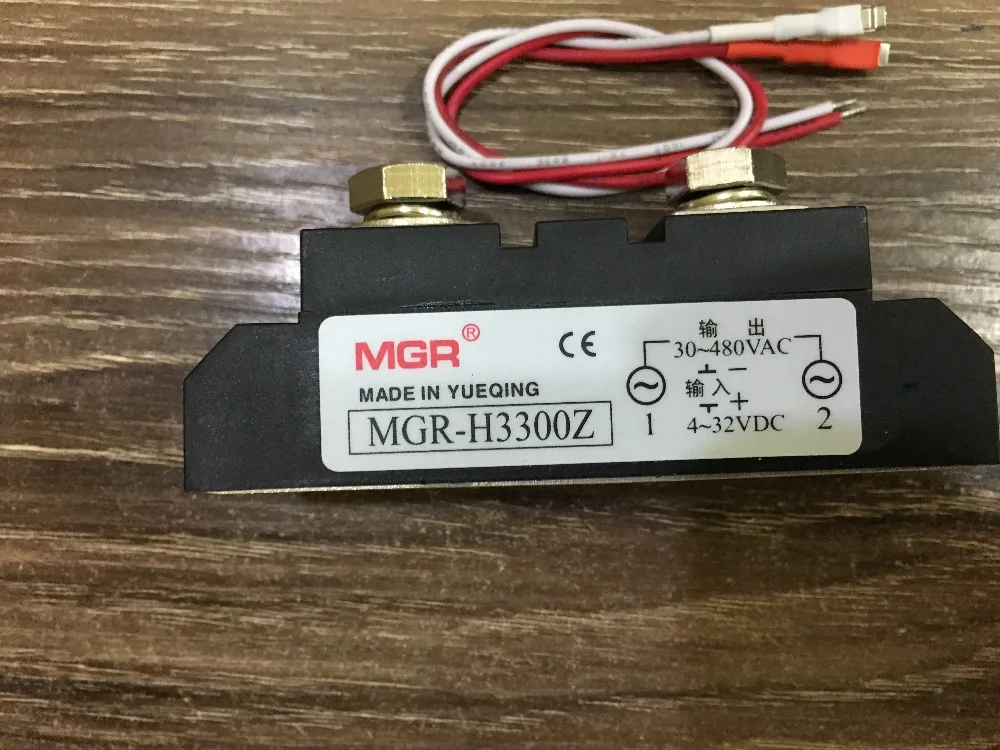 MGR®
CE
MADE IN YUEQING
MGR-H3300Z
输 出
30~480VAC
−
输 入
+
1 4~32VDC 2